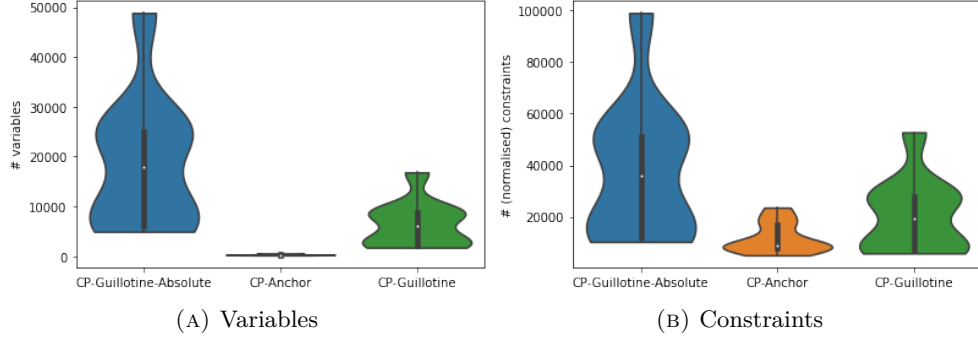 50000
40000
30000
20000
10000
0
# variables
CP-Guillotine-Absolute
CP-Anchor
CP-Guillotine
(A) Variables
100000
80000
60000
40000
20000
# (normalised) constraints
CP-Guillotine-Absolute
CP-Anchor
CP-Guillotine
(B) Constraints